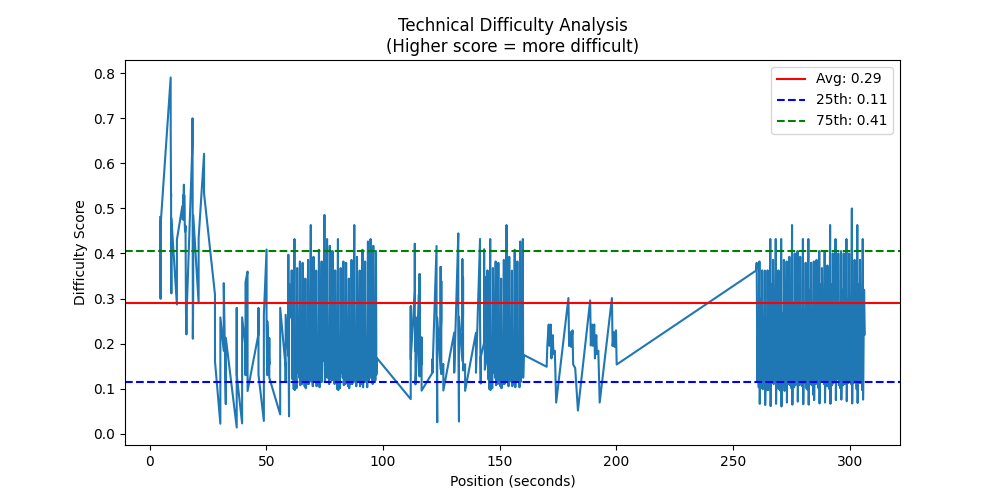 Technical Difficulty Analysis
(Higher score = more difficult)
Avg: 0.29
25th: 0.11
75th: 0.41
Difficulty Score
0.8
0.7
0.6
0.5
0.4
0.3
0.2
0.1
0.0
0 50 100 150 200 250 300
Position (seconds)